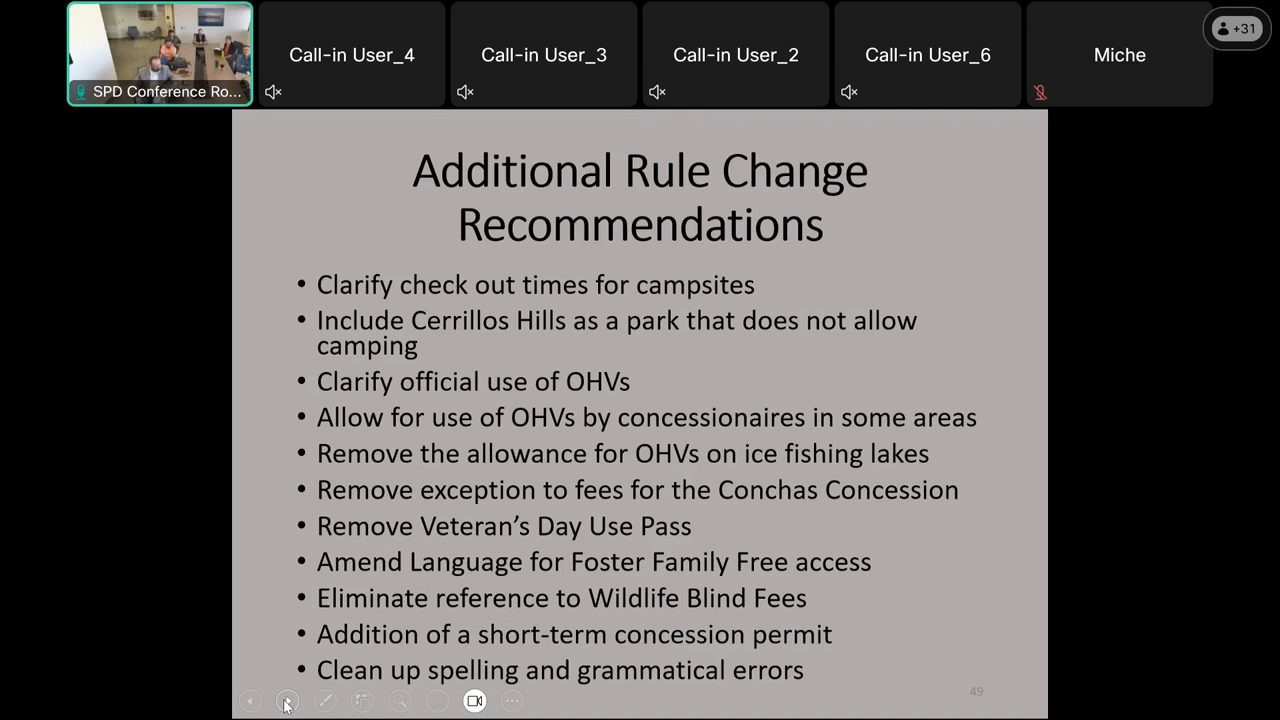 +31
SPD Conference Ro...
Call-in User_4
Call-in User_3
Call-in User_2
Call-in User_6
Miche
Additional Rule Change
Recommendations
• Clarify check out times for campsites
• Include Cerrillos Hills as a park that does not allow
camping
• Clarify official use of OHVs
• Allow for use of OHVs by concessionaires in some areas
• Remove the allowance for OHVs on ice fishing lakes
• Remove exception to fees for the Conchas Concession
• Remove Veteran’s Day Use Pass
• Amend Language for Foster Family Free access
• Eliminate reference to Wildlife Blind Fees
• Addition of a short-term concession permit
• Clean up spelling and grammatical errors
49